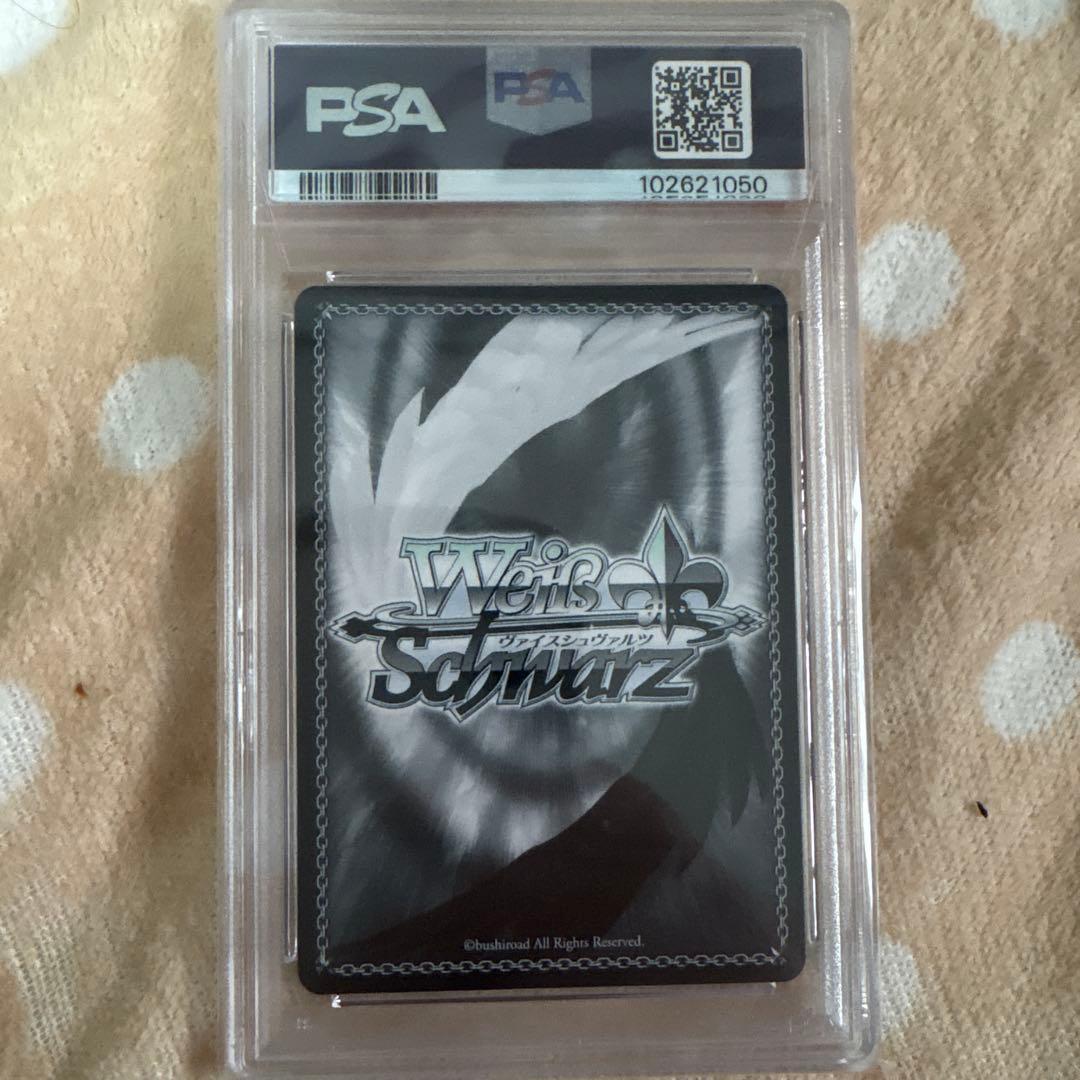 PSA
PSA
102621050
Weiß
ヴァイスシュヴァルツ
Schwarz
©bushiroad All Rights Reserved.